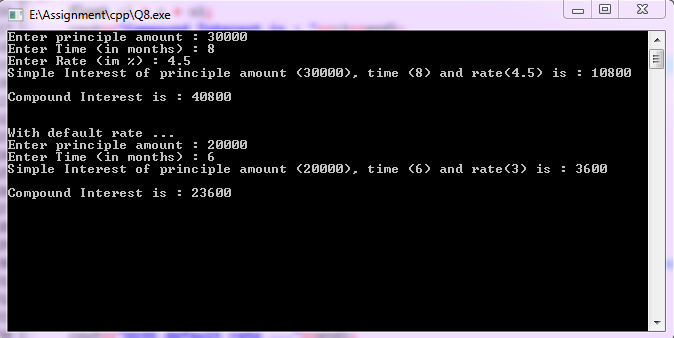 E:\Assignment\cpp\Q8.exe
Enter principle amount : 30000
Enter Time (in months) : 8
Enter Rate (im %) : 4.5
Simple Interest of principle amount (30000), time (8) and rate(4.5) is : 10800
Compound Interest is : 40800
With default rate ...
Enter principle amount : 20000
Enter Time (in months) : 6
Simple Interest of principle amount (20000), time (6) and rate(3) is : 3600
Compound Interest is : 23600